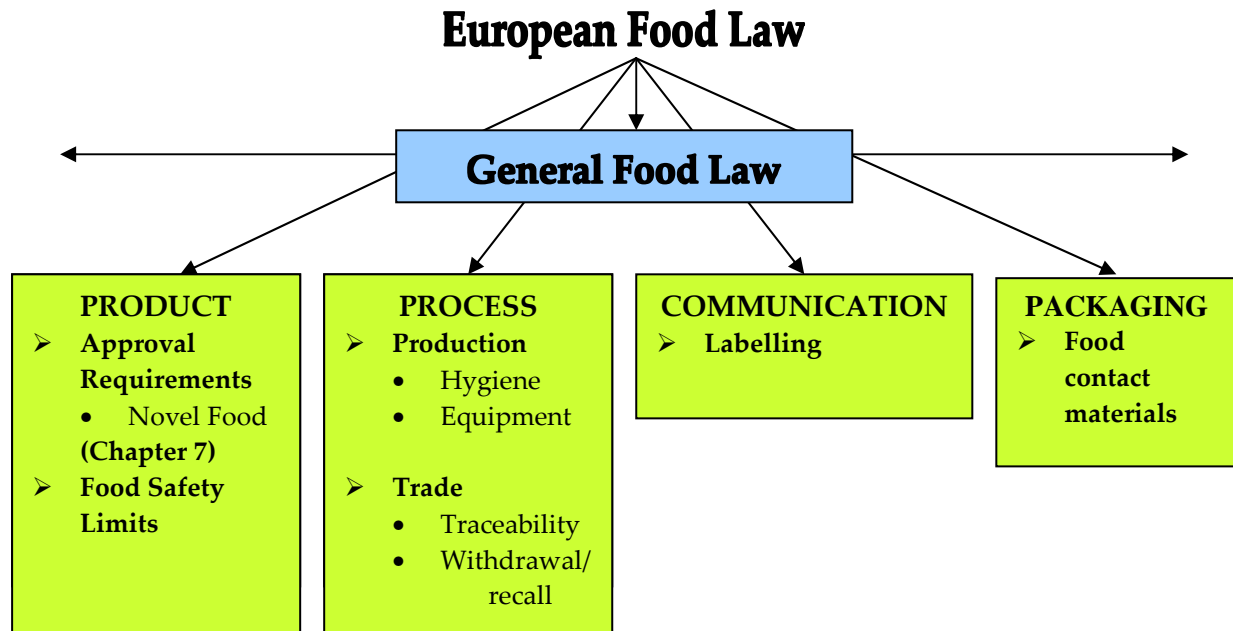 European Food Law
General Food Law
PRODUCT
➢ Approval
Requirements
• Novel Food
(Chapter 7)
➢ Food Safety
Limits
PROCESS
➢ Production
• Hygiene
• Equipment
➢ Trade
• Traceability
• Withdrawal/
recall
COMMUNICATION
➢ Labelling
PACKAGING
➢ Food
contact
materials